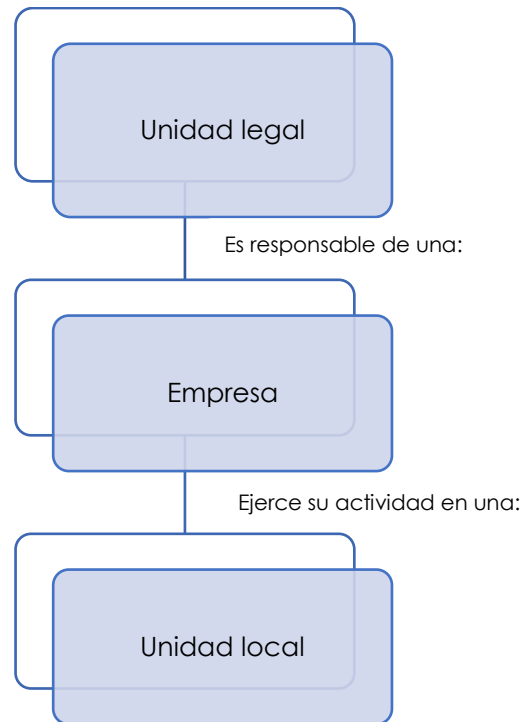 Unidad legal
Es responsable de una:
Empresa
Ejerce su actividad en una:
Unidad local